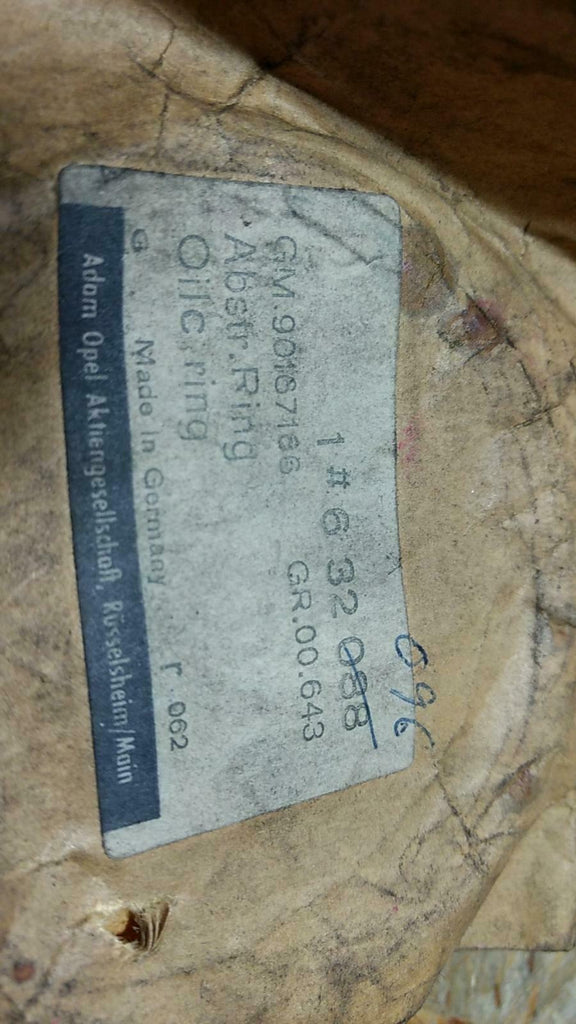 096
1 # 6 32 088
GM.90167166 GR.00.643
Abstr.Ring
Oilc,ring
G Made in Germany r 062
Adam Opel Aktiengesellschaft, Rüsselsheim/Main